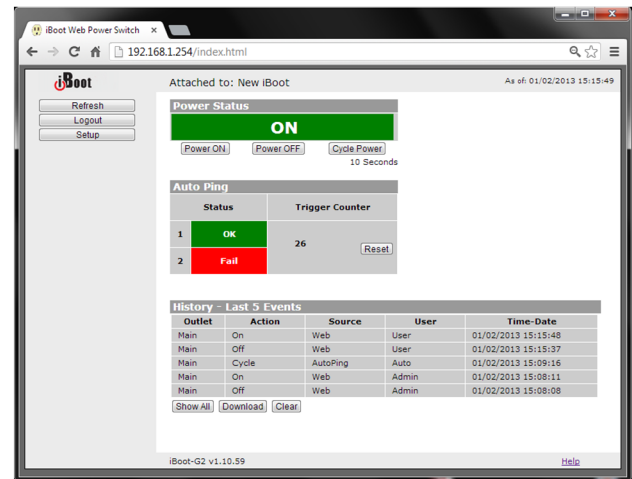 iBoot Web Power Switch
192.168.1.254/index.html
iBoot
Attached to: New iBoot
As of: 01/02/2013 15:15:49
Refresh
Logout
Setup
Power Status
ON
Power ON Power OFF Cycle Power
10 Seconds
Auto Ping
Status Trigger Counter
1 OK
26 Reset
2 Fail
History - Last 5 Events
Outlet Action Source User Time-Date
Main On Web User 01/02/2013 15:15:48
Main Off Web User 01/02/2013 15:15:37
Main Cycle AutoPing Auto 01/02/2013 15:09:16
Main On Web Admin 01/02/2013 15:08:11
Main Off Web Admin 01/02/2013 15:08:08
Show All Download Clear
iBoot-G2 v1.10.59
Help